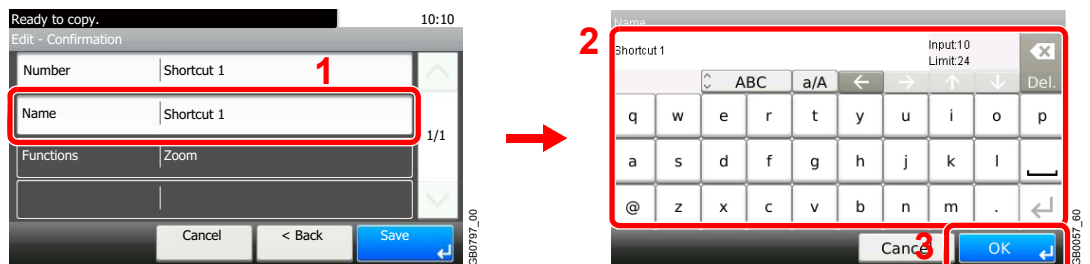 Ready to copy. 10:10
Edit - Confirmation
Number Shortcut 1
1
Name Shortcut 1
1/1
Functions Zoom
Cancel < Back Save
GB0797_00
Name
2
Shortcut 1 Input:10
Limit:24
ABC a/A ← → ↑ ↓ Del.
q w e r t y u i o p
a s d f g h j k l
@ z x c v b n m .
Cancel 3 OK
GB0057_60